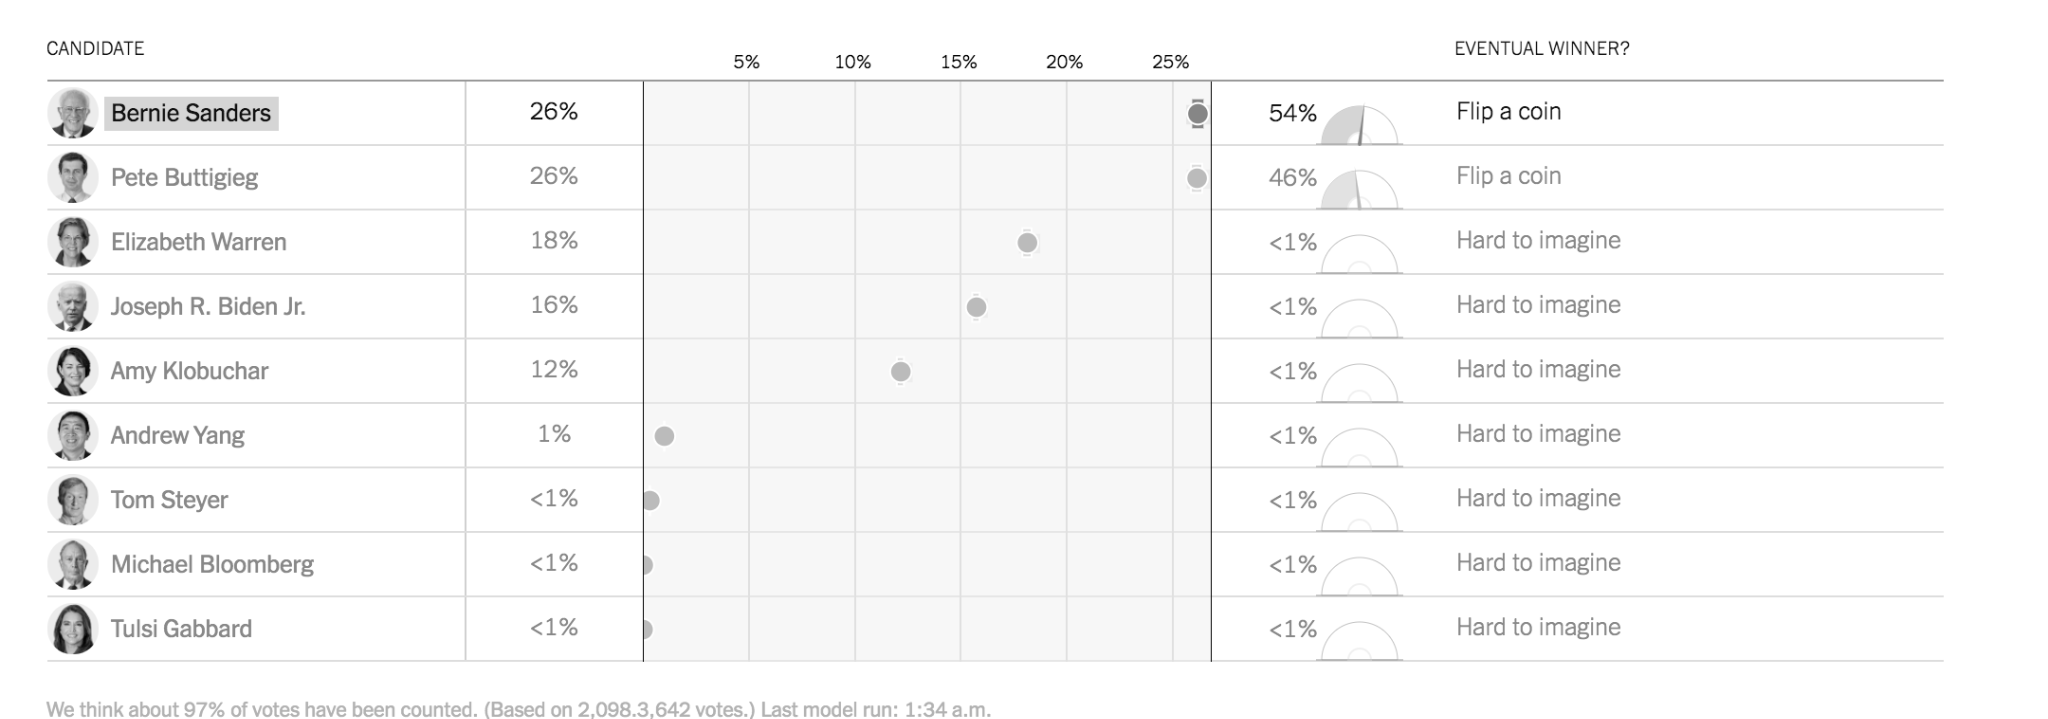 CANDIDATE 5% 10% 15% 20% 25% EVENTUAL WINNER?
Bernie Sanders 26% 54% Flip a coin
Pete Buttigieg 26% 46% Flip a coin
Elizabeth Warren 18% <1% Hard to imagine
Joseph R. Biden Jr. 16% <1% Hard to imagine
Amy Klobuchar 12% <1% Hard to imagine
Andrew Yang 1% <1% Hard to imagine
Tom Steyer <1% <1% Hard to imagine
Michael Bloomberg <1% <1% Hard to imagine
Tulsi Gabbard <1% <1% Hard to imagine
We think about 97% of votes have been counted. (Based on 2,098.3,642 votes.) Last model run: 1:34 a.m.